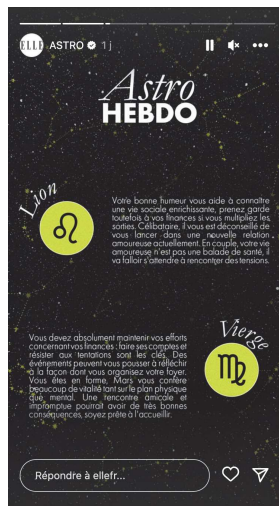 ELLE ASTRO 1 j
Astro
HEBDO
Lion
Votre bonne humeur vous aide à connaître
une vie sociale enrichissante, prenez garde
toutefois à vos finances si vous multipliez les
sorties. Célibataire, il vous est déconseillé de
vous lancer dans une nouvelle relation
amoureuse actuellement. En couple, votre vie
amoureuse n'est pas une balade de santé, il
va falloir s'attendre à rencontrer des tensions.
Vierge
Vous devez absolument maintenir vos efforts
concernant vos finances : faire ses comptes et
résister aux tentations sont les clés. Des
événements peuvent vous pousser à réfléchir
à la façon dont vous organisez votre foyer.
Vous êtes en forme, Mars vous confère
beaucoup de vitalité tant sur le plan physique
que mental. Une rencontre amicale et
impromptue pourrait avoir de très bonnes
conséquences, soyez prête à l'accueillir.
Répondre à ellefr...